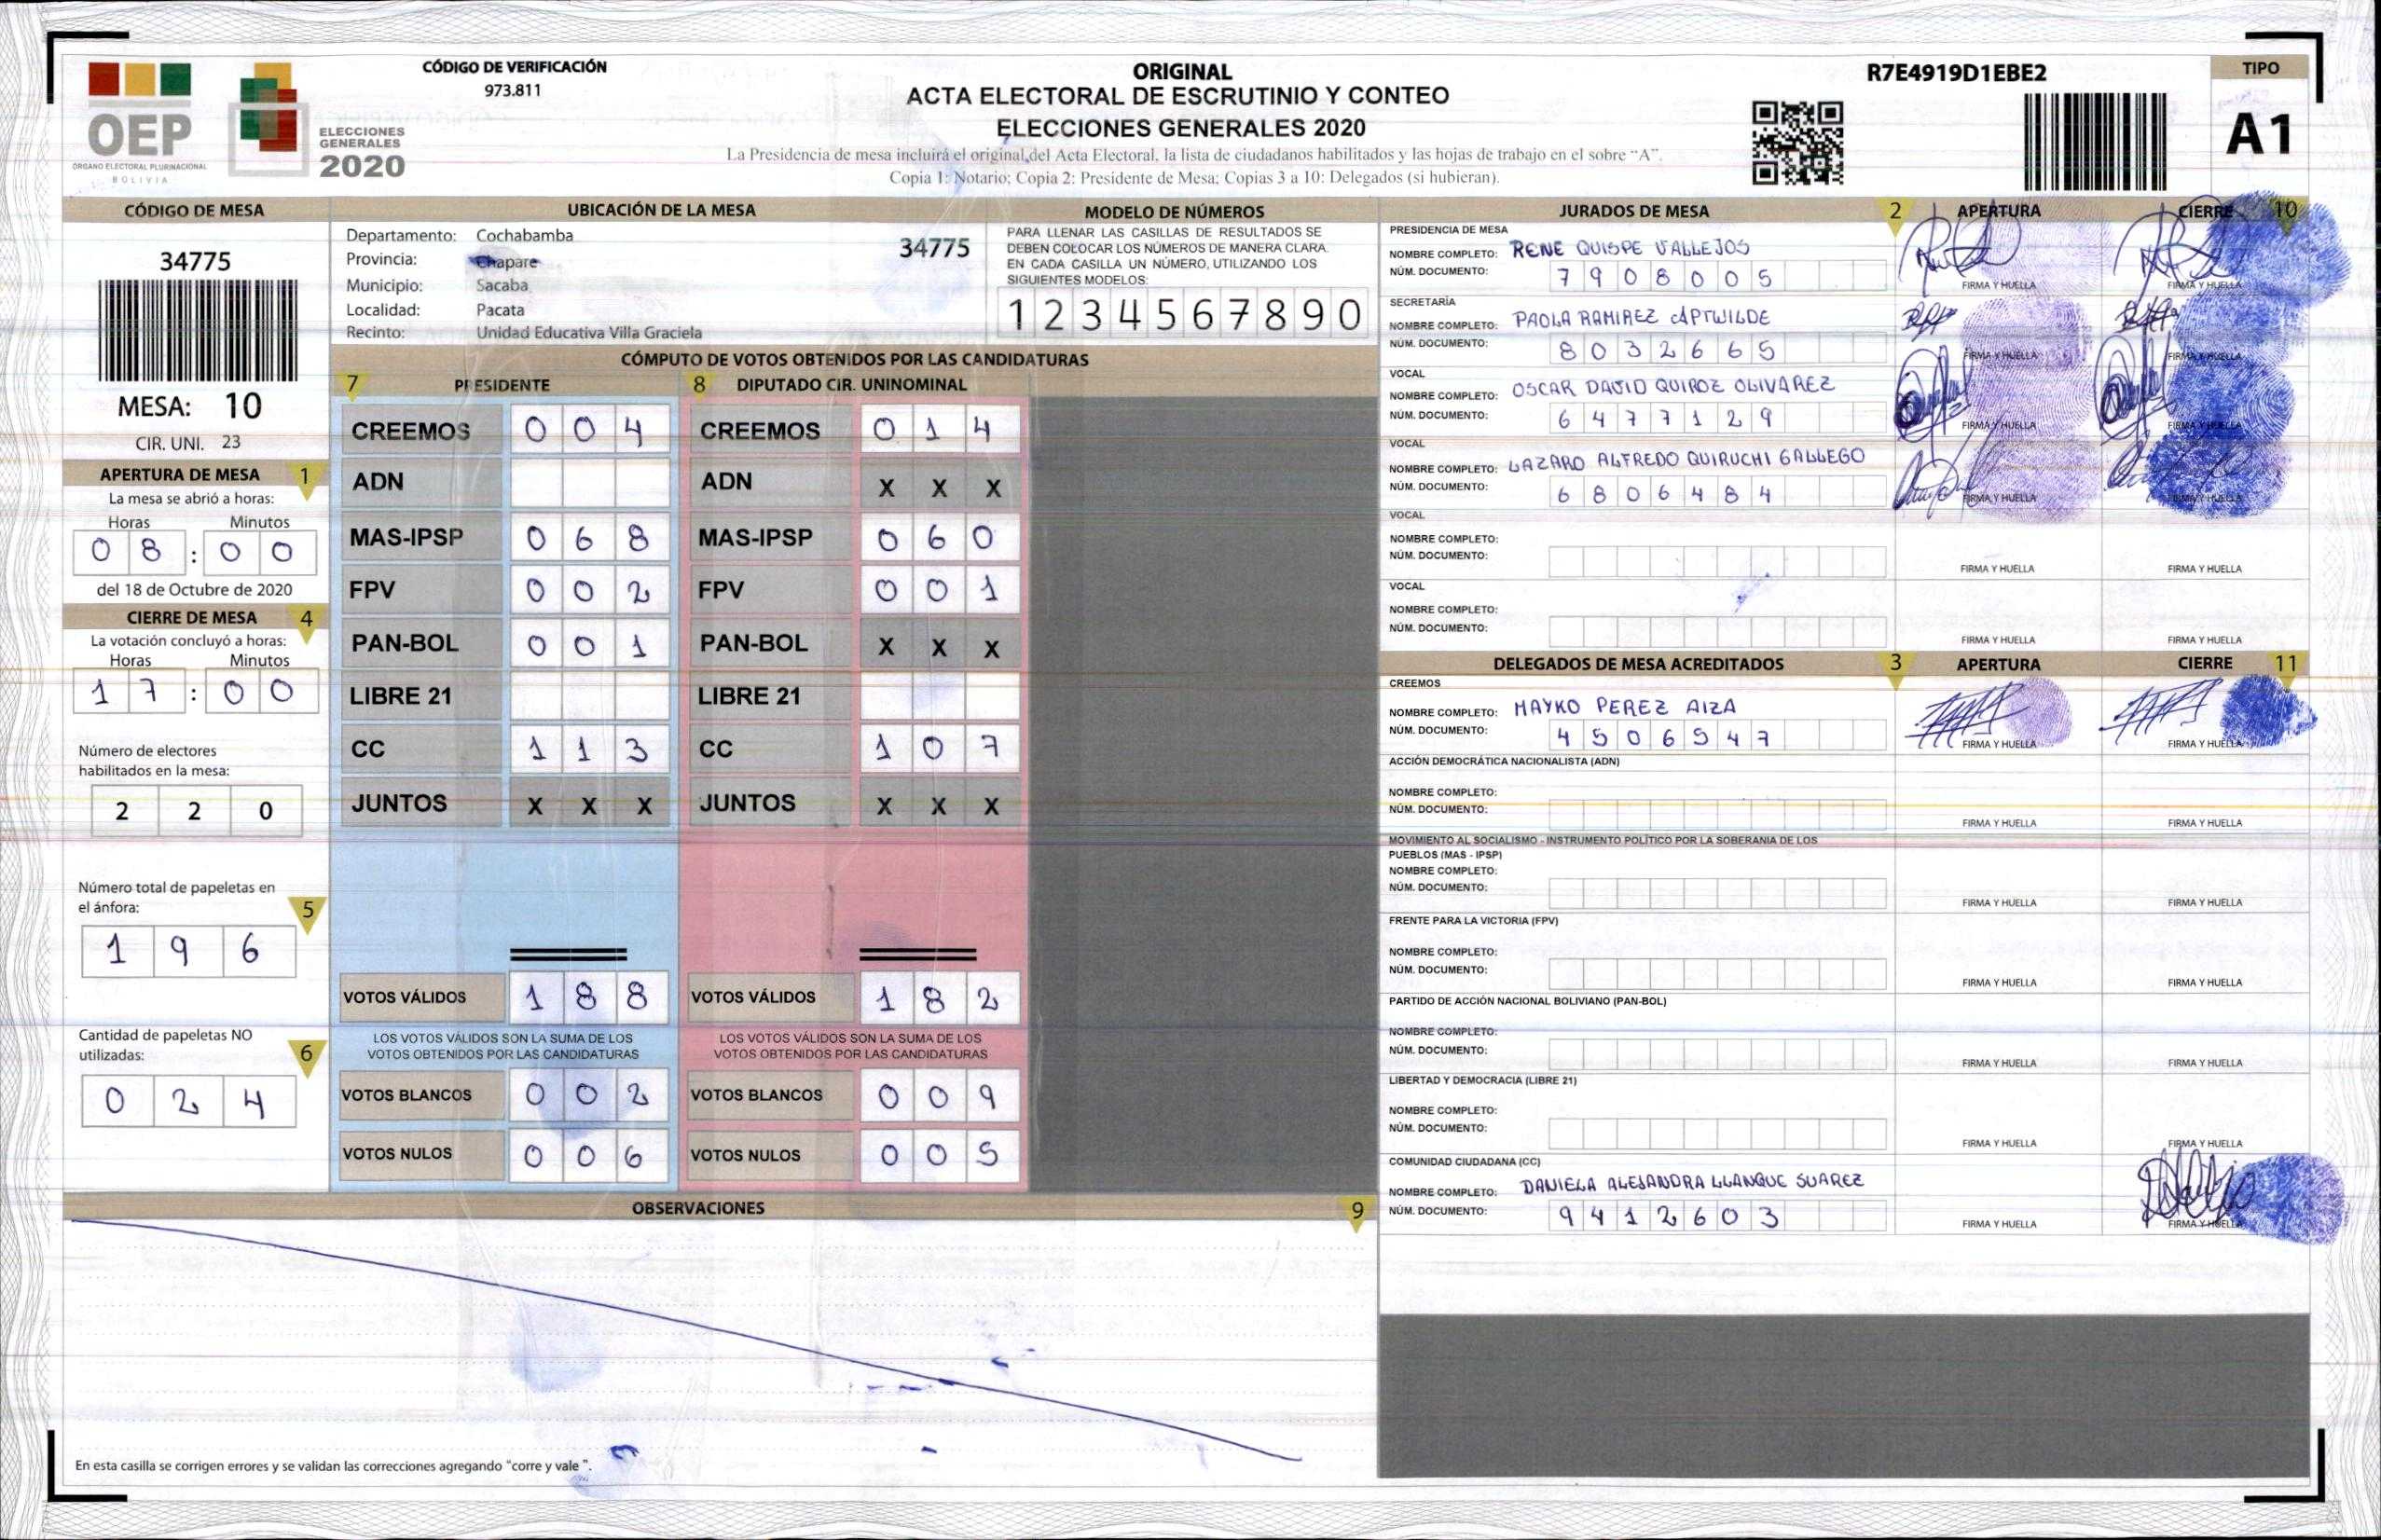 CÓDIGO DE VERIFICACIÓN
973.811
OEP
ÓRGANO ELECTORAL PLURINACIONAL
BOLIVIA
ELECCIONES
GENERALES
2020
ORIGINAL
ACTA ELECTORAL DE ESCRUTINIO Y CONTEO
ELECCIONES GENERALES 2020
La Presidencia de mesa incluirá el original del Acta Electoral, la lista de ciudadanos habilitados y las hojas de trabajo en el sobre "A".
Copia 1: Notario; Copia 2: Presidente de Mesa; Copias 3 a 10: Delegados (si hubieran).
R7E4919D1EBE2
TIPO
A1
CÓDIGO DE MESA
34775
MESA: 10
CIR. UNI. 23
APERTURA DE MESA 1
La mesa se abrió a horas:
Horas Minutos
0 8 : 0 0
del 18 de Octubre de 2020
CIERRE DE MESA 4
La votación concluyó a horas:
Horas Minutos
1 7 : 0 0
Número de electores
habilitados en la mesa:
2 2 0
Número total de papeletas en
el ánfora: 5
1 9 6
Cantidad de papeletas NO
utilizadas: 6
0 2 4
UBICACIÓN DE LA MESA
Departamento: Cochabamba 34775
Provincia: Chapare
Municipio: Sacaba
Localidad: Pacata
Recinto: Unidad Educativa Villa Graciela
MODELO DE NÚMEROS
PARA LLENAR LAS CASILLAS DE RESULTADOS SE
DEBEN COLOCAR LOS NÚMEROS DE MANERA CLARA.
EN CADA CASILLA UN NÚMERO, UTILIZANDO LOS
SIGUIENTES MODELOS:
1 2 3 4 5 6 7 8 9 0
CÓMPUTO DE VOTOS OBTENIDOS POR LAS CANDIDATURAS
7 PRESIDENTE 8 DIPUTADO CIR. UNINOMINAL
CREEMOS 0 0 4 CREEMOS 0 1 4
ADN ADN X X X
MAS-IPSP 0 6 8 MAS-IPSP 0 6 0
FPV 0 0 2 FPV 0 0 1
PAN-BOL 0 0 1 PAN-BOL X X X
LIBRE 21 LIBRE 21
CC 1 1 3 CC 1 0 7
JUNTOS X X X JUNTOS X X X
VOTOS VÁLIDOS 1 8 8 VOTOS VÁLIDOS 1 8 2
LOS VOTOS VÁLIDOS SON LA SUMA DE LOS LOS VOTOS VÁLIDOS SON LA SUMA DE LOS
VOTOS OBTENIDOS POR LAS CANDIDATURAS VOTOS OBTENIDOS POR LAS CANDIDATURAS
VOTOS BLANCOS 0 0 2 VOTOS BLANCOS 0 0 9
VOTOS NULOS 0 0 6 VOTOS NULOS 0 0 5
OBSERVACIONES 9
En esta casilla se corrigen errores y se validan las correcciones agregando "corre y vale ".
JURADOS DE MESA 2 APERTURA CIERRE 10
PRESIDENCIA DE MESA
NOMBRE COMPLETO: RENE QUISPE VALLEJOS
NÚM. DOCUMENTO: 7 9 0 8 0 0 5 FIRMA Y HUELLA FIRMA Y HUELLA
SECRETARÍA
NOMBRE COMPLETO: PAOLA RAMIREZ
NÚM. DOCUMENTO: 8 0 3 2 6 6 5 FIRMA Y HUELLA FIRMA Y HUELLA
VOCAL
NOMBRE COMPLETO: OSCAR DAVID QUIROZ OLIVAREZ
NÚM. DOCUMENTO: 6 4 7 7 1 2 9 FIRMA Y HUELLA FIRMA Y HUELLA
VOCAL
NOMBRE COMPLETO: LAZARO ALFREDO QUIRUCHI GALLEGO
NÚM. DOCUMENTO: 6 8 0 6 4 8 4 FIRMA Y HUELLA FIRMA Y HUELLA
VOCAL
NOMBRE COMPLETO:
NÚM. DOCUMENTO: FIRMA Y HUELLA FIRMA Y HUELLA
VOCAL
NOMBRE COMPLETO:
NÚM. DOCUMENTO: FIRMA Y HUELLA FIRMA Y HUELLA
DELEGADOS DE MESA ACREDITADOS 3 APERTURA CIERRE 11
CREEMOS
NOMBRE COMPLETO: MAYKO PEREZ AIZA
NÚM. DOCUMENTO: 4 5 0 6 5 4 7 FIRMA Y HUELLA FIRMA Y HUELLA
ACCIÓN DEMOCRÁTICA NACIONALISTA (ADN)
NOMBRE COMPLETO:
NÚM. DOCUMENTO: FIRMA Y HUELLA FIRMA Y HUELLA
MOVIMIENTO AL SOCIALISMO - INSTRUMENTO POLÍTICO POR LA SOBERANIA DE LOS
PUEBLOS (MAS - IPSP)
NOMBRE COMPLETO:
NÚM. DOCUMENTO: FIRMA Y HUELLA FIRMA Y HUELLA
FRENTE PARA LA VICTORIA (FPV)
NOMBRE COMPLETO:
NÚM. DOCUMENTO: FIRMA Y HUELLA FIRMA Y HUELLA
PARTIDO DE ACCIÓN NACIONAL BOLIVIANO (PAN-BOL)
NOMBRE COMPLETO:
NÚM. DOCUMENTO: FIRMA Y HUELLA FIRMA Y HUELLA
LIBERTAD Y DEMOCRACIA (LIBRE 21)
NOMBRE COMPLETO:
NÚM. DOCUMENTO: FIRMA Y HUELLA FIRMA Y HUELLA
COMUNIDAD CIUDADANA (CC)
NOMBRE COMPLETO: DANIELA ALEJANDRA LLANQUE SUAREZ
NÚM. DOCUMENTO: 9 4 1 2 6 0 3 FIRMA Y HUELLA FIRMA Y HUELLA